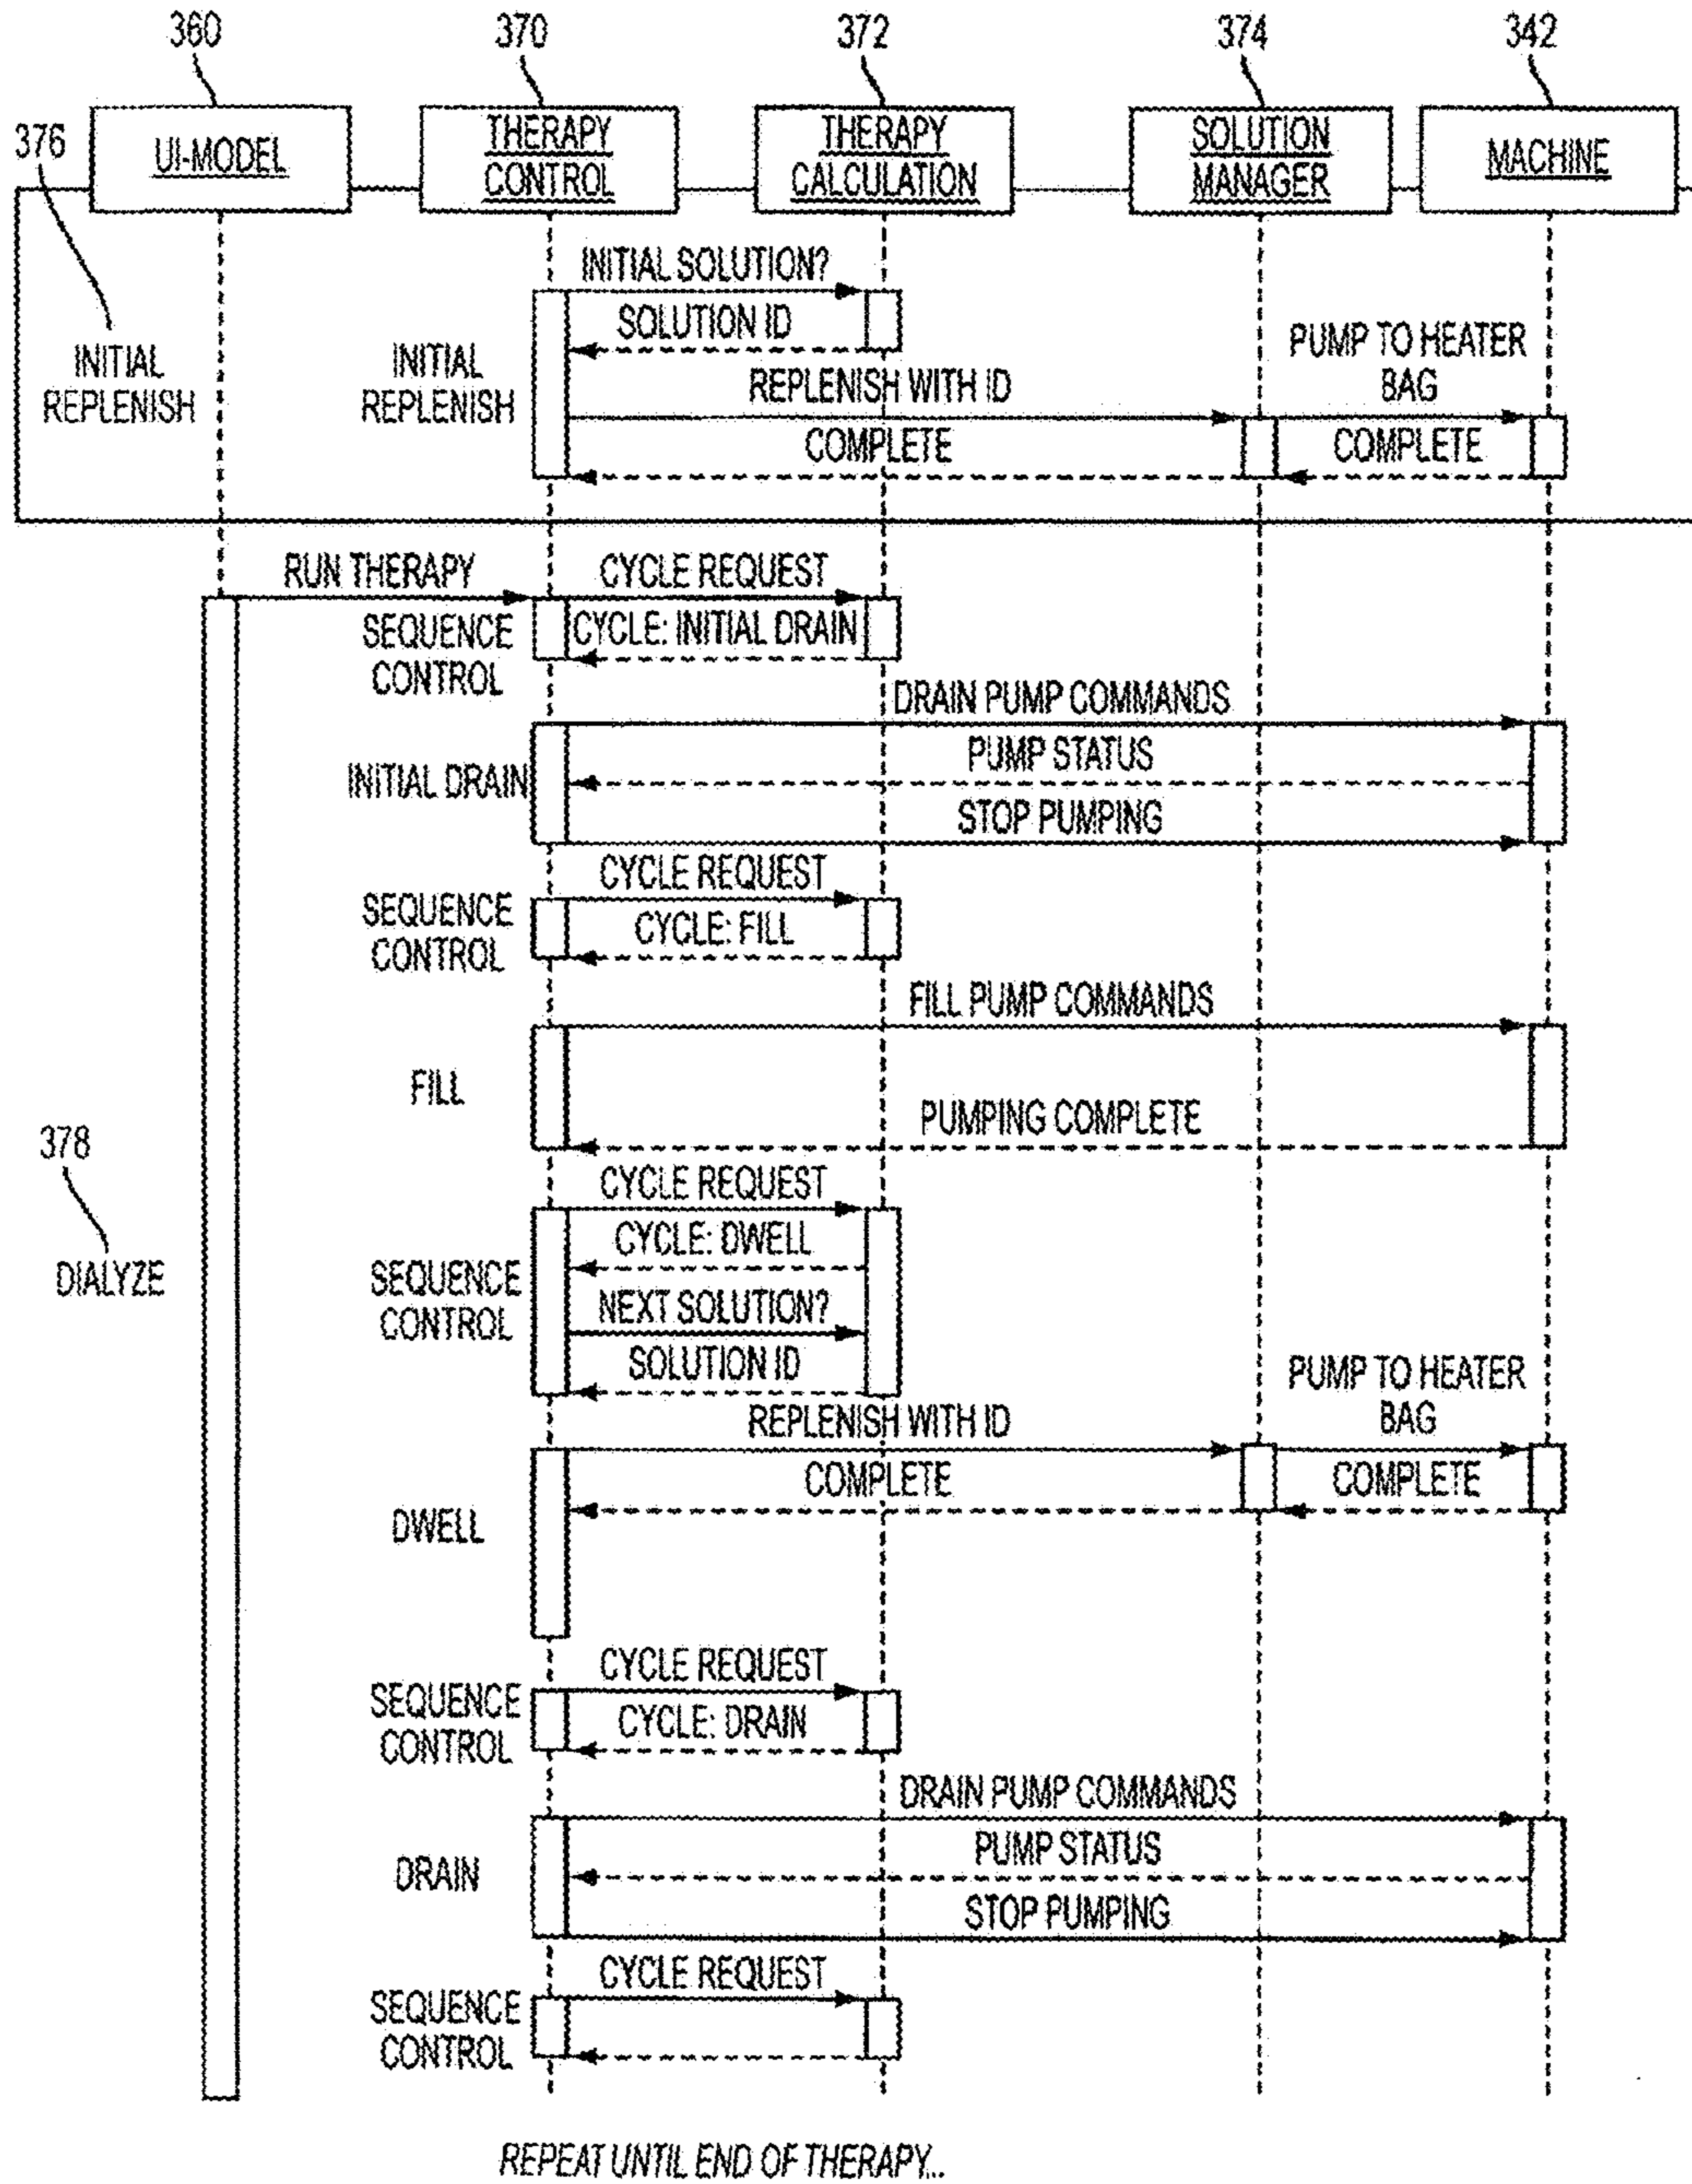 360
370
372
374
342
376
UI-MODEL
THERAPY
CONTROL
THERAPY
CALCULATION
SOLUTION
MANAGER
MACHINE
INITIAL
REPLENISH
INITIAL
REPLENISH
INITIAL SOLUTION?
SOLUTION ID
REPLENISH WITH ID
COMPLETE
PUMP TO HEATER
BAG
COMPLETE
RUN THERAPY
CYCLE REQUEST
SEQUENCE
CONTROL
CYCLE: INITIAL DRAIN
DRAIN PUMP COMMANDS
INITIAL DRAIN
PUMP STATUS
STOP PUMPING
CYCLE REQUEST
SEQUENCE
CONTROL
CYCLE: FILL
FILL PUMP COMMANDS
FILL
PUMPING COMPLETE
378
DIALYZE
CYCLE REQUEST
SEQUENCE
CONTROL
CYCLE: DWELL
NEXT SOLUTION?
SOLUTION ID
REPLENISH WITH ID
COMPLETE
PUMP TO HEATER
BAG
COMPLETE
DWELL
CYCLE REQUEST
SEQUENCE
CONTROL
CYCLE: DRAIN
DRAIN PUMP COMMANDS
DRAIN
PUMP STATUS
STOP PUMPING
CYCLE REQUEST
SEQUENCE
CONTROL
REPEAT UNTIL END OF THERAPY...